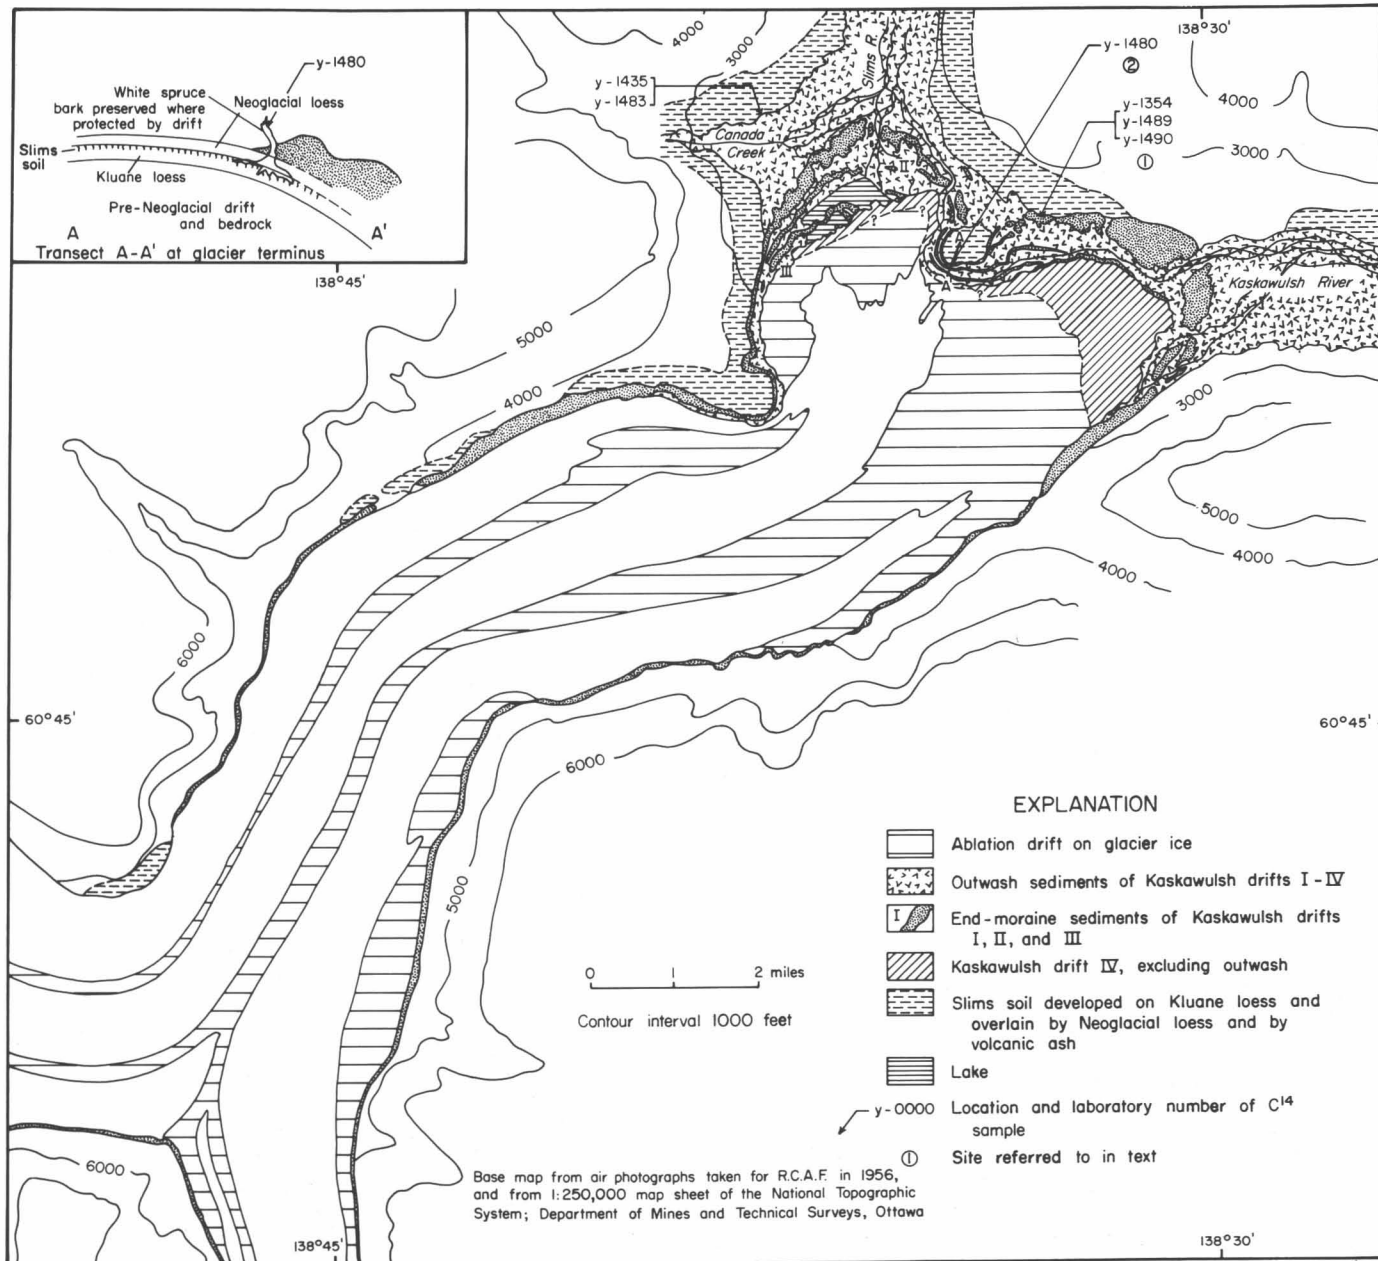 y-1480
White spruce
bark preserved where
protected by drift
Neoglacial loess
Slims
soil
Kluane loess
Pre-Neoglacial drift
and bedrock
A
A'
Transect A-A' at glacier terminus
138°45'
4000
3000
y-1435
y-1483
Slims R.
Canada
Creek
138°30'
y-1480
②
y-1354
y-1489
y-1490
①
4000
3000
I
II
III
?
?
?
A
Kaskawulsh River
5000
4000
3000
5000
4000
4000
6000
60°45'
60°45'
6000
5000
6000
138°45'
138°30'
0 1 2 miles
Contour interval 1000 feet
EXPLANATION
Ablation drift on glacier ice
Outwash sediments of Kaskawulsh drifts I-IV
I
End-moraine sediments of Kaskawulsh drifts
I, II, and III
Kaskawulsh drift IV, excluding outwash
Slims soil developed on Kluane loess and
overlain by Neoglacial loess and by
volcanic ash
Lake
y-0000 Location and laboratory number of C14
sample
① Site referred to in text
Base map from air photographs taken for R.C.A.F. in 1956,
and from 1:250,000 map sheet of the National Topographic
System; Department of Mines and Technical Surveys, Ottawa